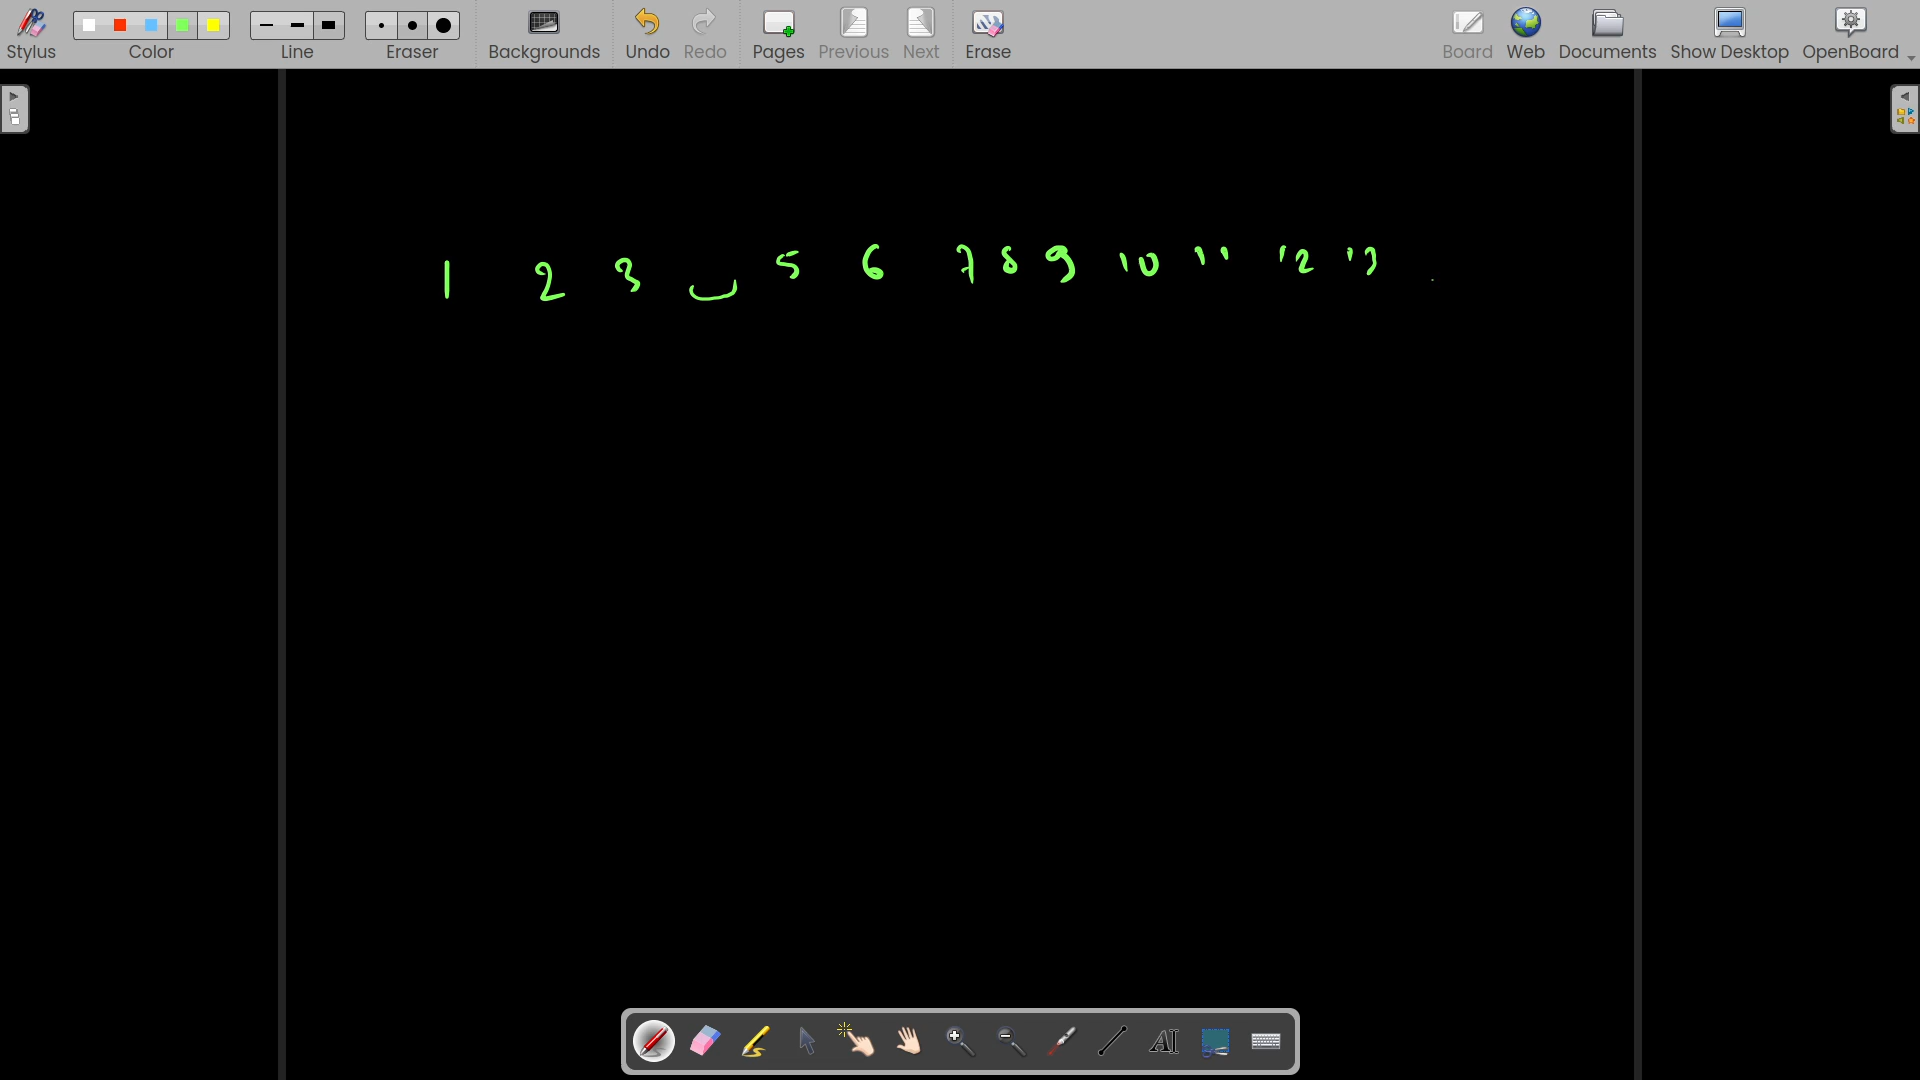 Stylus Color Line Eraser Backgrounds Undo Redo Pages Previous Next Erase Board Web Documents Show Desktop OpenBoard
1 2 3 _ 5 6 7 8 9 10 11 12 13
AI